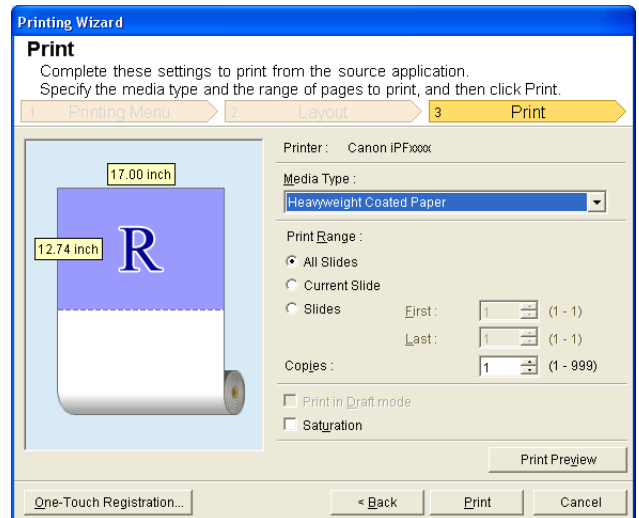 Printing Wizard
Print
Complete these settings to print from the source application.
Specify the media type and the range of pages to print, and then click Print.
1 Printing Menu 2 Layout 3 Print
Printer : Canon iPFxxxx
17.00 inch
Media Type :
Heavyweight Coated Paper
12.74 inch
R
Print Range :
All Slides
Current Slide
Slides First : 1 (1 - 1)
Last : 1 (1 - 1)
Copies : 1 (1 - 999)
Print in Draft mode
Saturation
Print Preview
One-Touch Registration... < Back Print Cancel